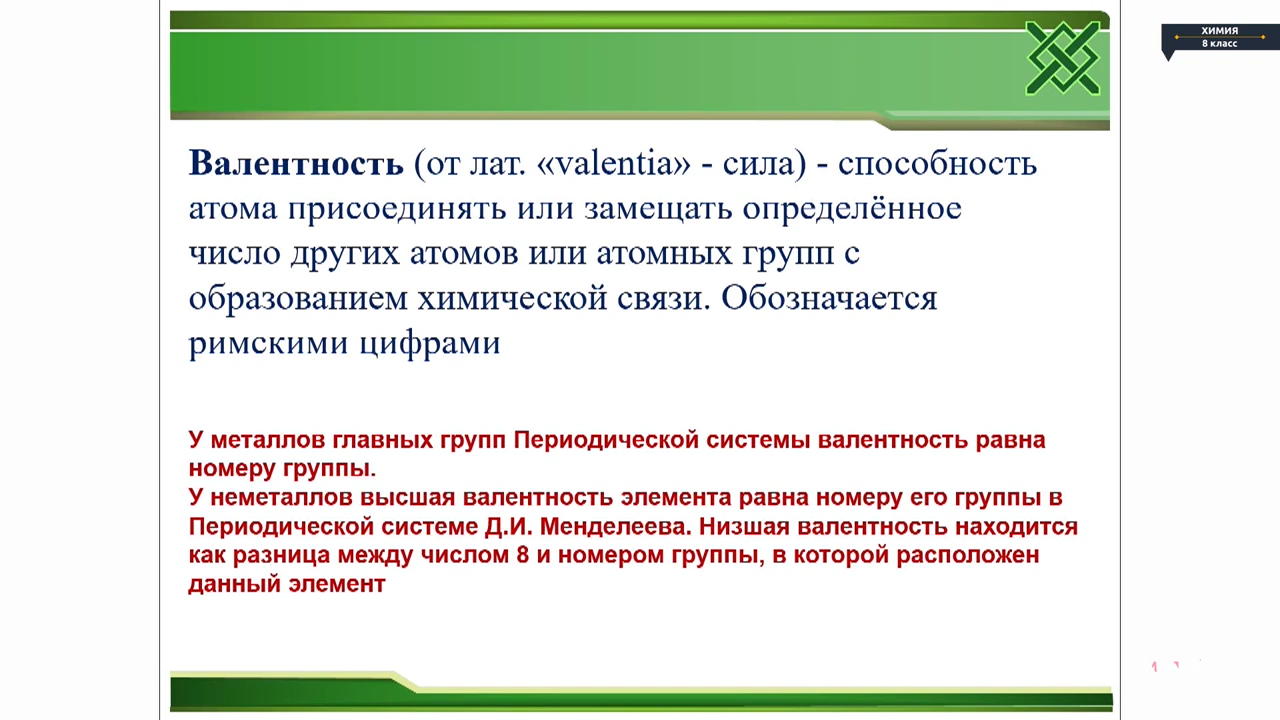 ХИМИЯ
8 класс
Валентность (от лат. «valentia» - сила) - способность
атома присоединять или замещать определённое
число других атомов или атомных групп с
образованием химической связи. Обозначается
римскими цифрами
У металлов главных групп Периодической системы валентность равна
номеру группы.
У неметаллов высшая валентность элемента равна номеру его группы в
Периодической системе Д.И. Менделеева. Низшая валентность находится
как разница между числом 8 и номером группы, в которой расположен
данный элемент